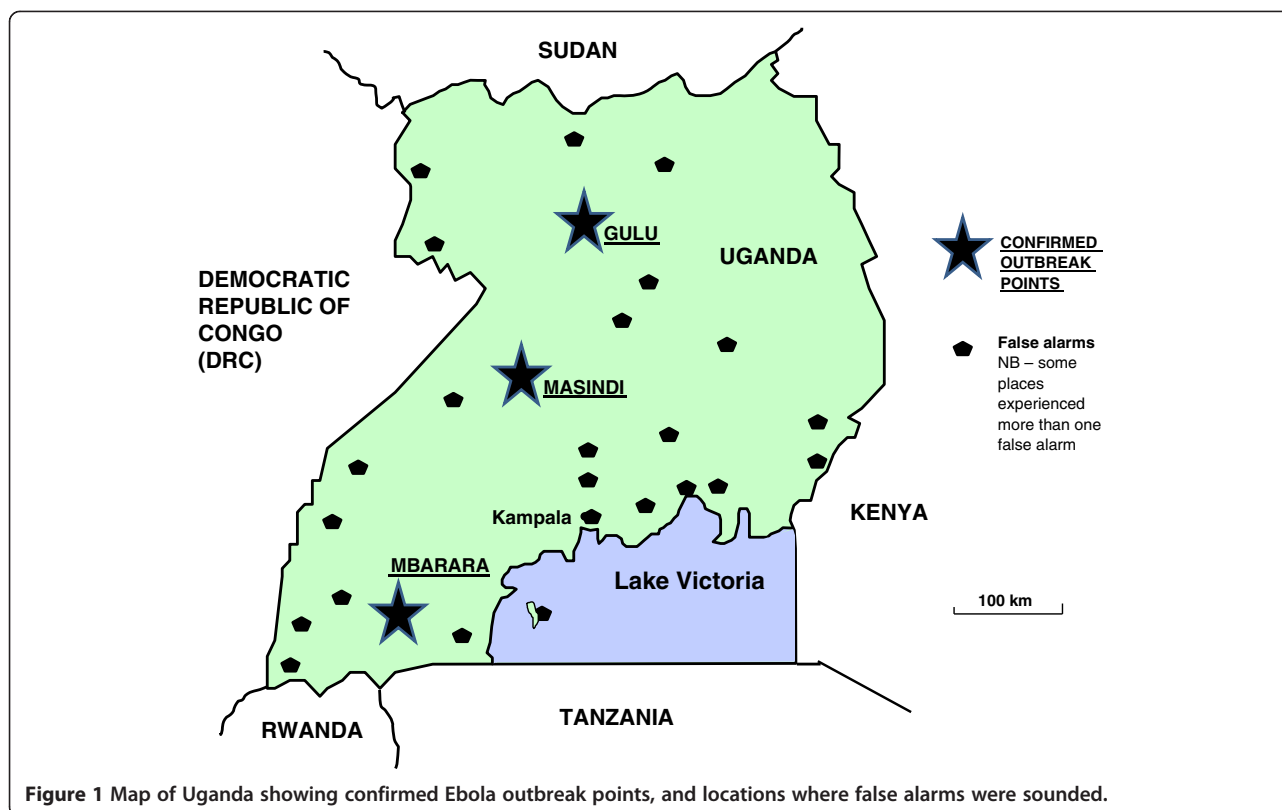 SUDAN
GULU
UGANDA
DEMOCRATIC
REPUBLIC OF
CONGO
(DRC)
MASINDI
Kampala
MBARARA
Lake Victoria
KENYA
RWANDA
TANZANIA
CONFIRMED
OUTBREAK
POINTS
False alarms
NB – some
places
experienced
more than one
false alarm
100 km
Figure 1 Map of Uganda showing confirmed Ebola outbreak points, and locations where false alarms were sounded.